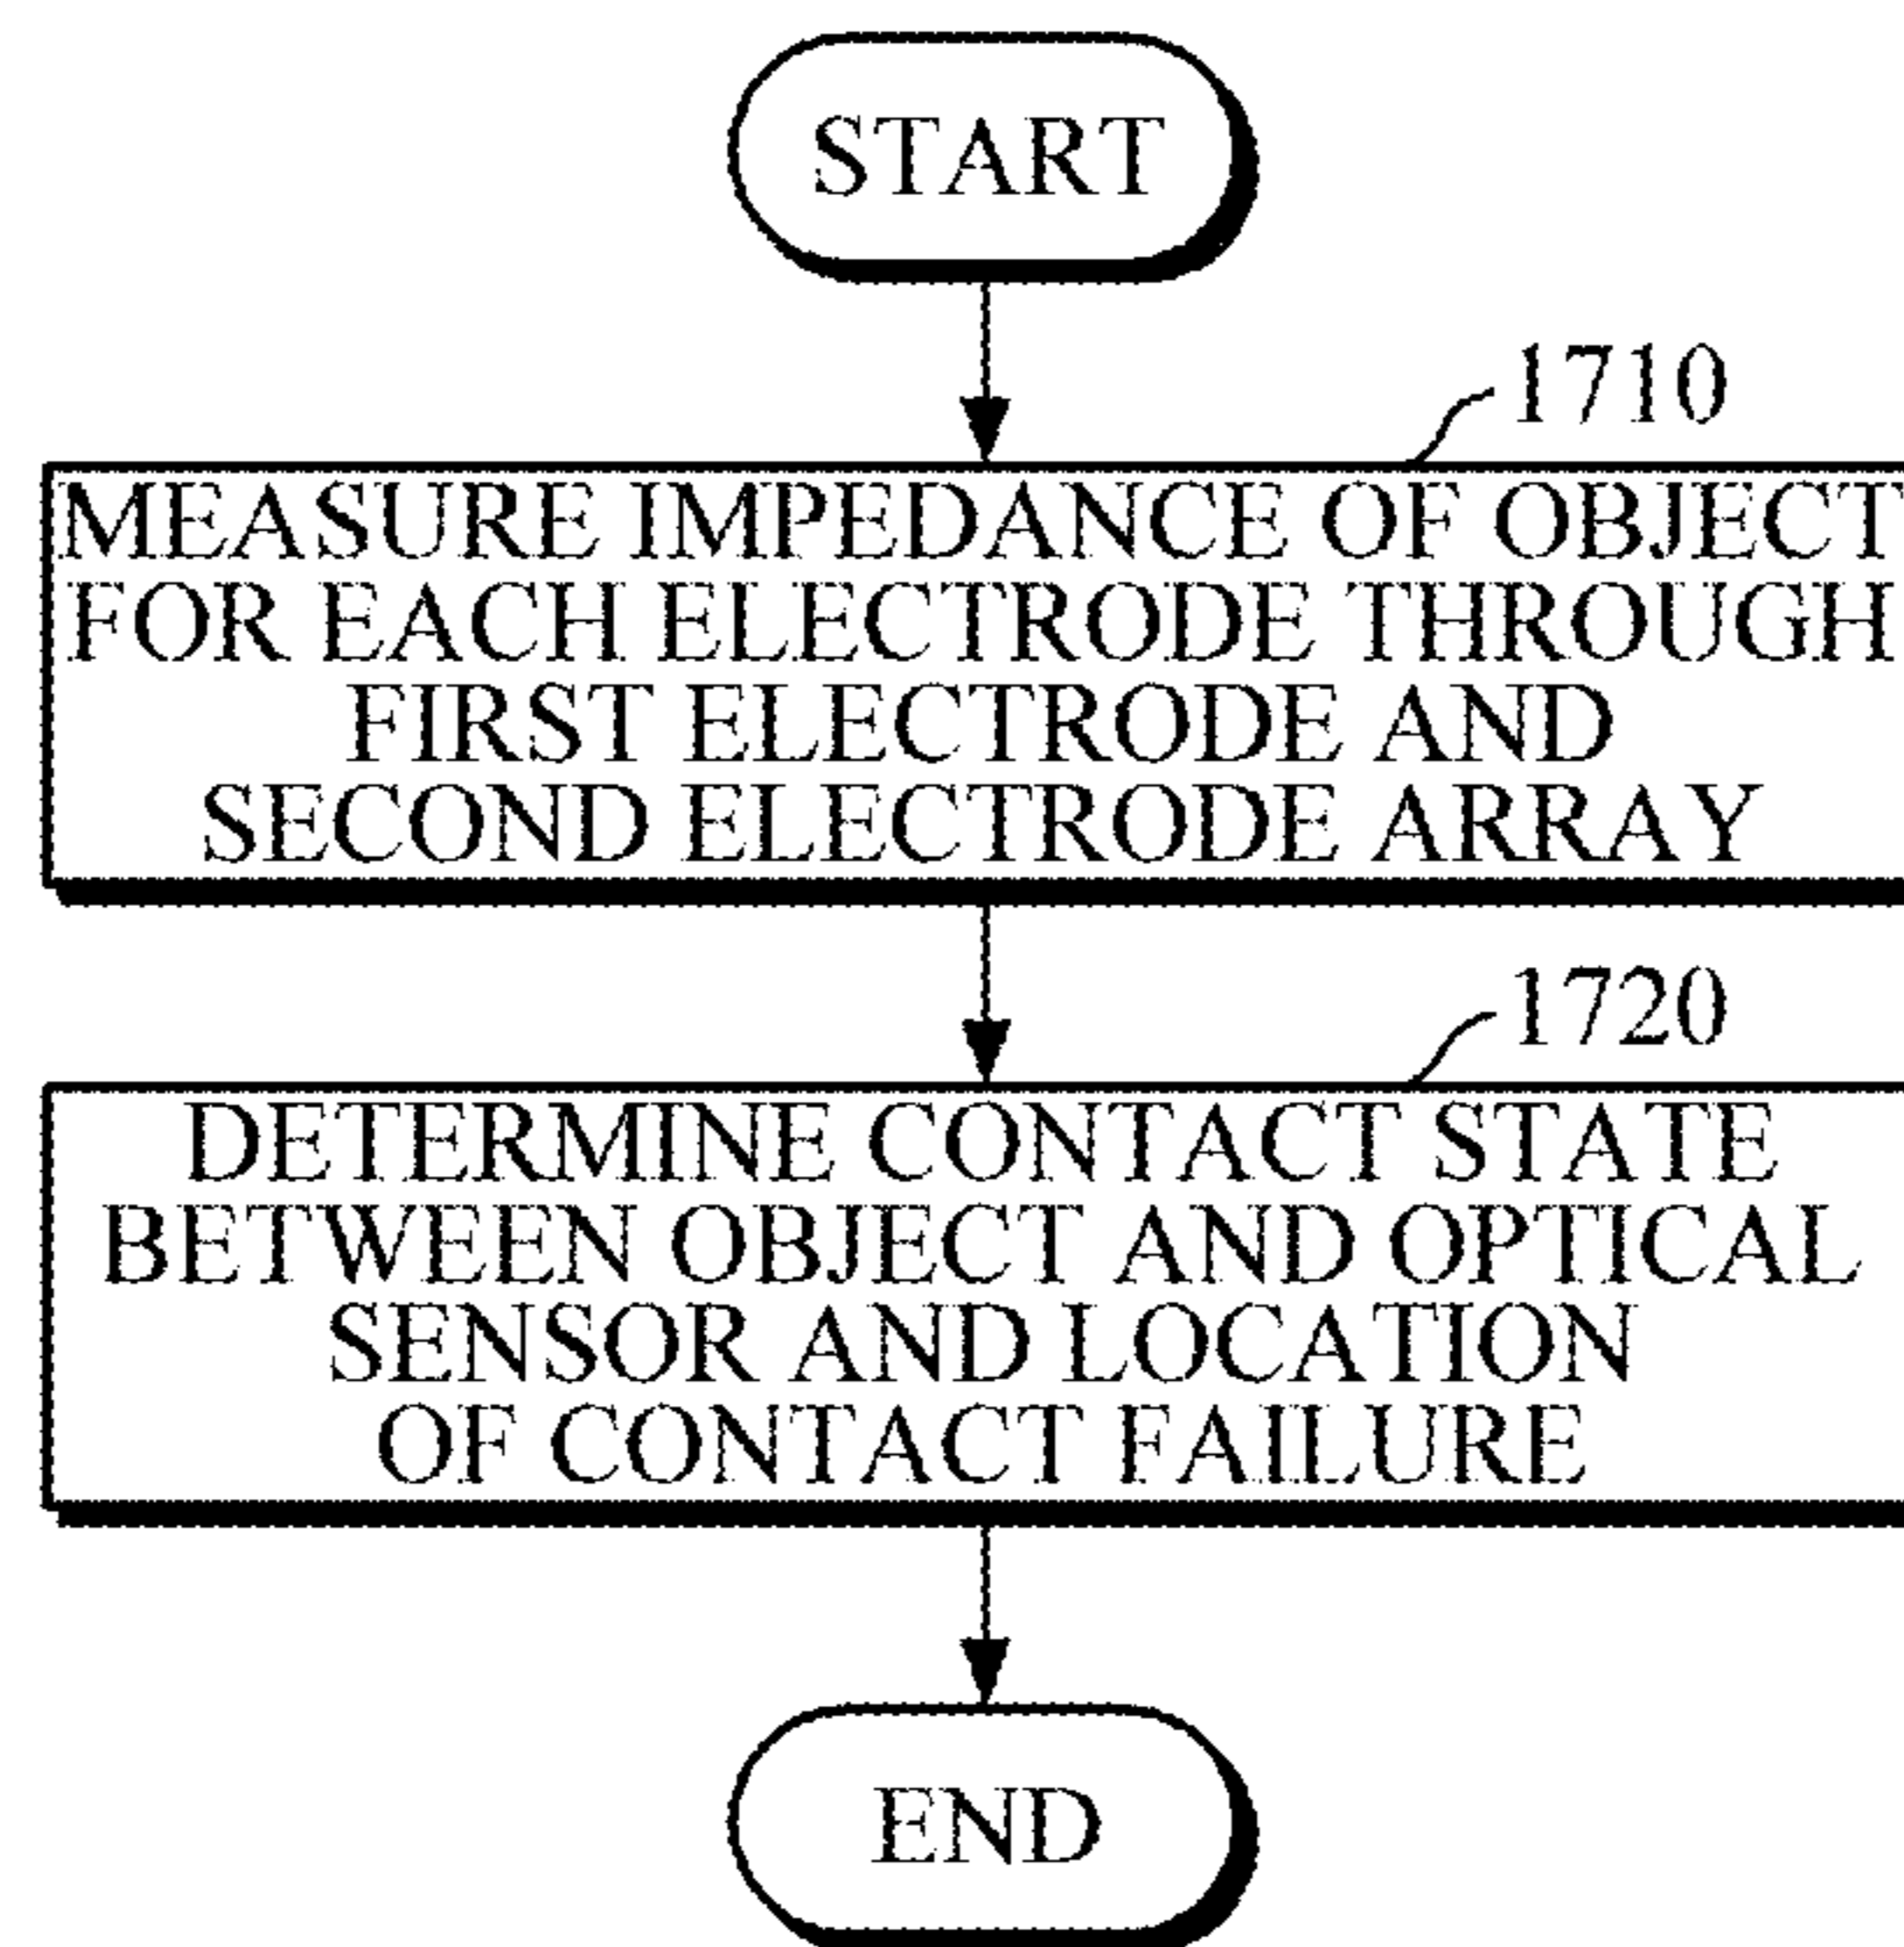 START
1710
MEASURE IMPEDANCE OF OBJECT
FOR EACH ELECTRODE THROUGH
FIRST ELECTRODE AND
SECOND ELECTRODE ARRAY
1720
DETERMINE CONTACT STATE
BETWEEN OBJECT AND OPTICAL
SENSOR AND LOCATION
OF CONTACT FAILURE
END